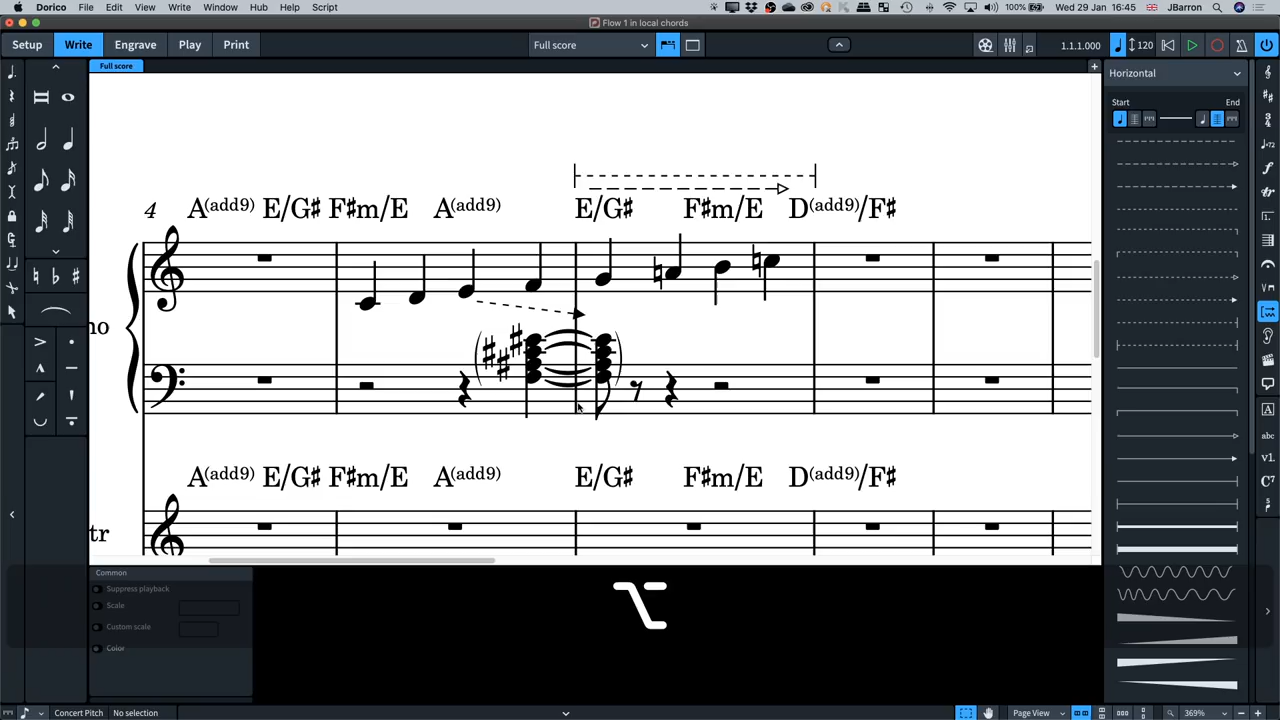 Dorico File Edit Write Window Hub Help Script 100% Wed 29 Jan 16:45 JBarron
Flow 1 in local chords
Setup Write Engrave Play Print Full score 1.1.1.000 120
Full score
Horizontal
Start End
4 A(add9) E/G♯ F♯m/E A(add9) E/G♯ F♯m/E D(add9)/F♯
no
A(add9) E/G♯ F♯m/E A(add9) E/G♯ F♯m/E D(add9)/F♯
tr
Common
Suppress playback
Scale
Custom scale
Color
Concert Pitch No selection Page View 369%